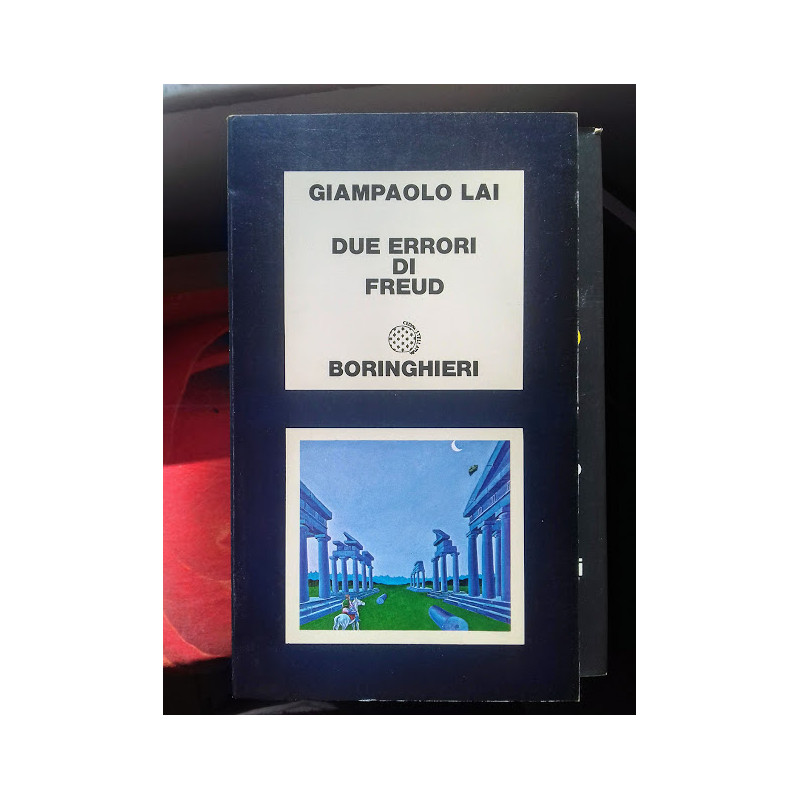 GIAMPAOLO LAI
DUE ERRORI
DI
FREUD
BORINGHIERI
i